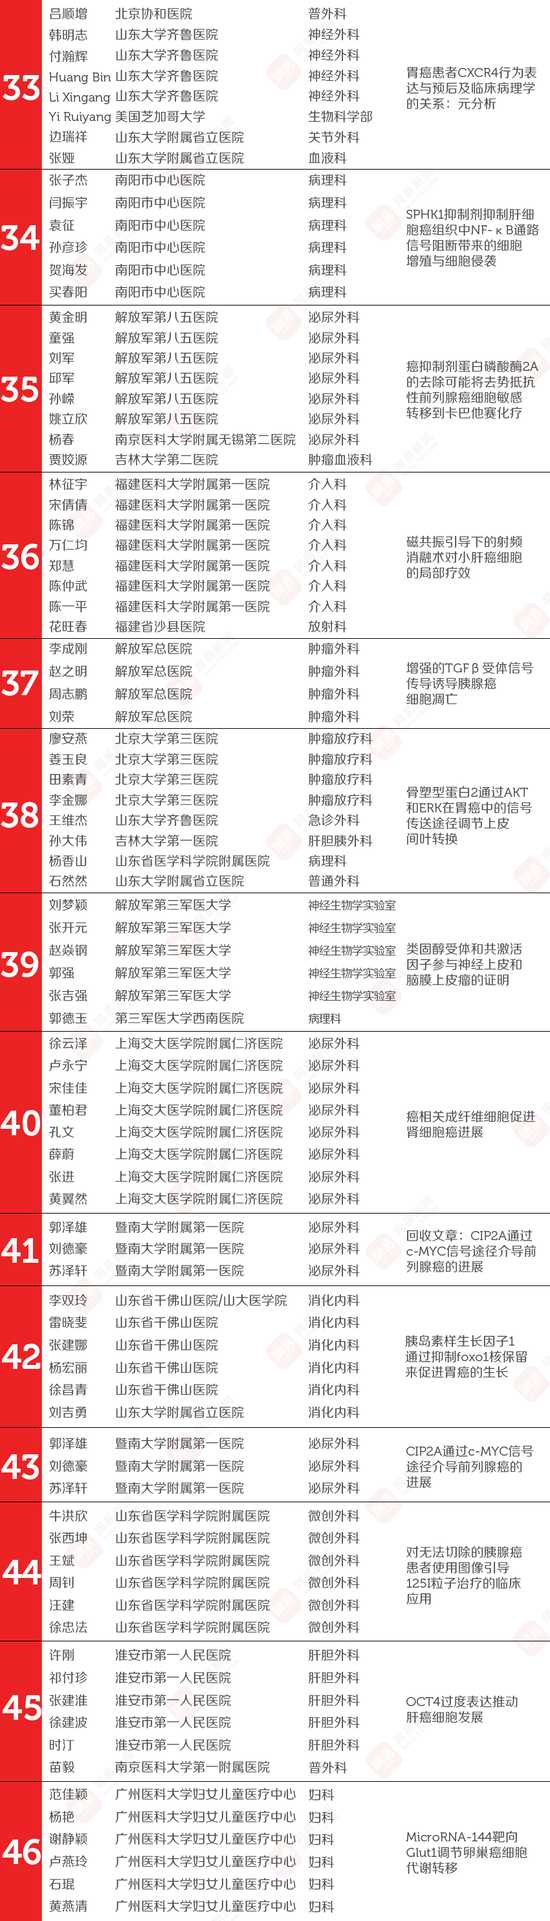 33
吕顺增 北京协和医院 普外科
韩明志 山东大学齐鲁医院 神经外科
付瀚辉 山东大学齐鲁医院 神经外科
Huang Bin 山东大学齐鲁医院 神经外科
Li Xingang 山东大学齐鲁医院 神经外科
Yi Ruiyang 美国芝加哥大学 生物科学部
边瑞祥 山东大学附属省立医院 关节外科
张娅 山东大学附属省立医院 血液科
胃癌患者CXCR4行为表
达与预后及临床病理学
的关系：元分析
34
张子杰 南阳市中心医院 病理科
闫振宇 南阳市中心医院 病理科
袁征 南阳市中心医院 病理科
孙彦珍 南阳市中心医院 病理科
贺海发 南阳市中心医院 病理科
买春阳 南阳市中心医院 病理科
SPHK1抑制剂抑制肝细
胞癌组织中NF-κB通路
信号阻断带来的细胞
增殖与细胞侵袭
35
黄金明 解放军第八五医院 泌尿外科
童强 解放军第八五医院 泌尿外科
刘军 解放军第八五医院 泌尿外科
邱军 解放军第八五医院 泌尿外科
孙嵘 解放军第八五医院 泌尿外科
姚立欣 解放军第八五医院 泌尿外科
杨春 南京医科大学附属无锡第二医院 泌尿外科
贾姣源 吉林大学第二医院 肿瘤血液科
癌抑制剂蛋白磷酸酶2A
的去除可能将去势抵抗
性前列腺癌细胞敏感
转移到卡巴他赛化疗
36
林征宇 福建医科大学附属第一医院 介入科
宋倩倩 福建医科大学附属第一医院 介入科
陈锦 福建医科大学附属第一医院 介入科
万仁均 福建医科大学附属第一医院 介入科
郑慧 福建医科大学附属第一医院 介入科
陈仲武 福建医科大学附属第一医院 介入科
陈一平 福建医科大学附属第一医院 介入科
花旺春 福建省沙县医院 放射科
磁共振引导下的射频
消融术对小肝癌细胞
的局部疗效
37
李成刚 解放军总医院 肿瘤外科
赵之明 解放军总医院 肿瘤外科
周志鹏 解放军总医院 肿瘤外科
刘荣 解放军总医院 肿瘤外科
增强的TGFβ受体信号
传导诱导胰腺癌
细胞凋亡
38
廖安燕 北京大学第三医院 肿瘤放疗科
姜玉良 北京大学第三医院 肿瘤放疗科
田素青 北京大学第三医院 肿瘤放疗科
李金娜 北京大学第三医院 肿瘤放疗科
王维杰 山东大学齐鲁医院 急诊外科
孙大伟 吉林大学第一医院 肝胆胰外科
杨香山 山东省医学科学院附属医院 病理科
石然然 山东大学附属省立医院 普通外科
骨塑型蛋白2通过AKT
和ERK在胃癌中的信号
传送途径调节上皮
间叶转换
39
刘梦颖 解放军第三军医大学 神经生物学实验室
张开元 解放军第三军医大学 神经生物学实验室
赵焱钢 解放军第三军医大学 神经生物学实验室
郭强 解放军第三军医大学 神经生物学实验室
张吉强 解放军第三军医大学 神经生物学实验室
郭德玉 第三军医大学西南医院 病理科
类固醇受体和共激活
因子参与神经上皮和
脑膜上皮瘤的证明
40
徐云泽 上海交大医学院附属仁济医院 泌尿外科
卢永宁 上海交大医学院附属仁济医院 泌尿外科
宋佳佳 上海交大医学院附属仁济医院 泌尿外科
董柏君 上海交大医学院附属仁济医院 泌尿外科
孔文 上海交大医学院附属仁济医院 泌尿外科
薛蔚 上海交大医学院附属仁济医院 泌尿外科
张进 上海交大医学院附属仁济医院 泌尿外科
黄翼然 上海交大医学院附属仁济医院 泌尿外科
癌相关成纤维细胞促进
肾细胞癌进展
41
郭泽雄 暨南大学附属第一医院 泌尿外科
刘德豪 暨南大学附属第一医院 泌尿外科
苏泽轩 暨南大学附属第一医院 泌尿外科
回收文章：CIP2A通过
c-MYC信号途径介导前
列腺癌的进展
42
李双玲 山东省千佛山医院/山大医学院 消化内科
雷晓斐 山东省千佛山医院 消化内科
张建娜 山东省千佛山医院 消化内科
杨宏丽 山东省千佛山医院 消化内科
徐昌青 山东省千佛山医院 消化内科
刘吉勇 山东大学附属省立医院 消化内科
胰岛素样生长因子1
通过抑制foxo1核保留
来促进胃癌的生长
43
郭泽雄 暨南大学附属第一医院 泌尿外科
刘德豪 暨南大学附属第一医院 泌尿外科
苏泽轩 暨南大学附属第一医院 泌尿外科
CIP2A通过c-MYC信号
途径介导前列腺癌的
进展
44
牛洪欣 山东省医学科学院附属医院 微创外科
张西坤 山东省医学科学院附属医院 微创外科
王斌 山东省医学科学院附属医院 微创外科
周钊 山东省医学科学院附属医院 微创外科
汪建 山东省医学科学院附属医院 微创外科
徐忠法 山东省医学科学院附属医院 微创外科
对无法切除的胰腺癌
患者使用图像引导
125I粒子治疗的临床
应用
45
许刚 淮安市第一人民医院 肝胆外科
祁付珍 淮安市第一人民医院 肝胆外科
张建淮 淮安市第一人民医院 肝胆外科
徐建波 淮安市第一人民医院 肝胆外科
时汀 淮安市第一人民医院 肝胆外科
苗毅 南京医科大学第一附属医院 普外科
OCT4过度表达推动
肝癌细胞发展
46
范佳颖 广州医科大学妇女儿童医疗中心 妇科
杨艳 广州医科大学妇女儿童医疗中心 妇科
谢静颖 广州医科大学妇女儿童医疗中心 妇科
卢燕玲 广州医科大学妇女儿童医疗中心 妇科
石琨 广州医科大学妇女儿童医疗中心 妇科
黄燕清 广州医科大学妇女儿童医疗中心 妇科
MicroRNA-144靶向
Glut1调节卵巢癌细胞
代谢转移